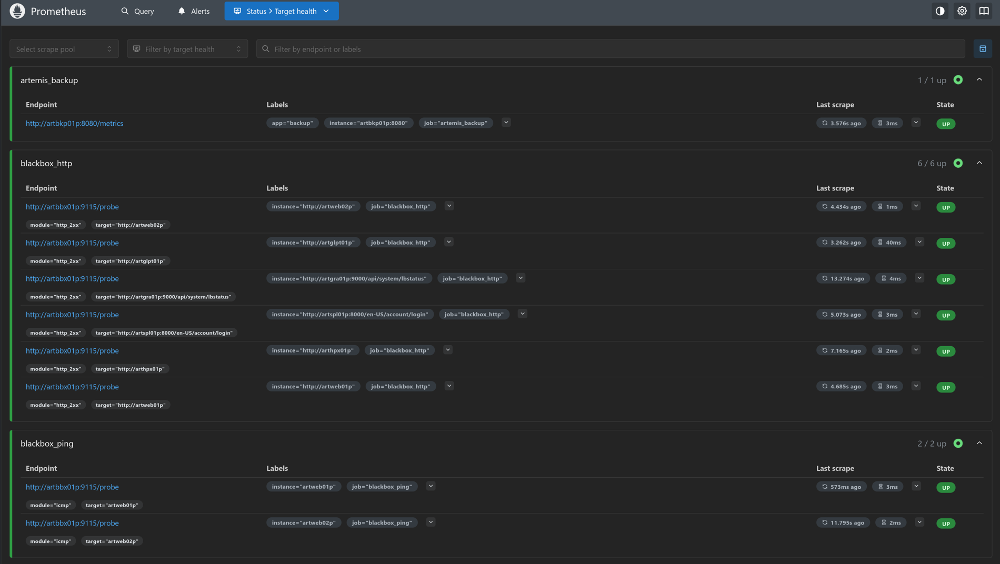 Prometheus Query Alerts Status > Target health
Select scrape pool Filter by target health Filter by endpoint or labels
artemis_backup 1 / 1 up
Endpoint Labels Last scrape State
http://artbkp01p:8080/metrics app="backup" instance="artbkp01p:8080" job="artemis_backup" 3.576s ago 3ms UP
blackbox_http 6 / 6 up
Endpoint Labels Last scrape State
http://artbbx01p:9115/probe instance="http://artweb02p" job="blackbox_http" 4.434s ago 1ms UP
module="http_2xx" target="http://artweb02p"
http://artbbx01p:9115/probe instance="http://artglpt01p" job="blackbox_http" 3.262s ago 40ms UP
module="http_2xx" target="http://artglpt01p"
http://artbbx01p:9115/probe instance="http://artgra01p:9000/api/system/lbstatus" job="blackbox_http" 13.274s ago 4ms UP
module="http_2xx" target="http://artgra01p:9000/api/system/lbstatus"
http://artbbx01p:9115/probe instance="http://artspl01p:8000/en-US/account/login" job="blackbox_http" 5.073s ago 3ms UP
module="http_2xx" target="http://artspl01p:8000/en-US/account/login"
http://artbbx01p:9115/probe instance="http://arthpx01p" job="blackbox_http" 7.165s ago 2ms UP
module="http_2xx" target="http://arthpx01p"
http://artbbx01p:9115/probe instance="http://artweb01p" job="blackbox_http" 4.685s ago 3ms UP
module="http_2xx" target="http://artweb01p"
blackbox_ping 2 / 2 up
Endpoint Labels Last scrape State
http://artbbx01p:9115/probe instance="artweb01p" job="blackbox_ping" 573ms ago 3ms UP
module="icmp" target="artweb01p"
http://artbbx01p:9115/probe instance="artweb02p" job="blackbox_ping" 11.795s ago 2ms UP
module="icmp" target="artweb02p"